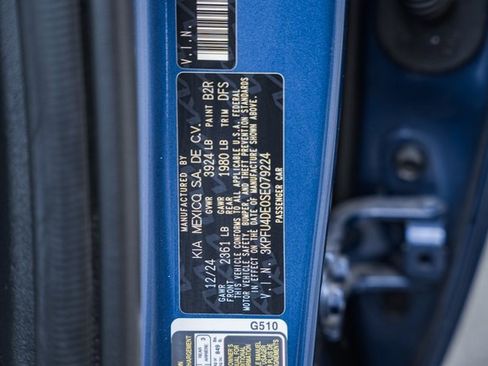 MANUFACTURED BY
KIA MEXICO S.A. DE C.V.
12/24 GVWR 3924 LB PAINT B2R
GAWR FRONT 2361 LB GAWR REAR 1980 LB TRIM DFS
THIS VEHICLE CONFORMS TO ALL APPLICABLE U.S.A. FEDERAL
MOTOR VEHICLE SAFETY, BUMPER, AND THEFT PREVENTION STANDARDS
IN EFFECT ON THE DATE OF MANUFACTURE SHOWN ABOVE.
V.I.N. 3KPFU4DE0SE079224
PASSENGER CAR
V.I.N.
G510